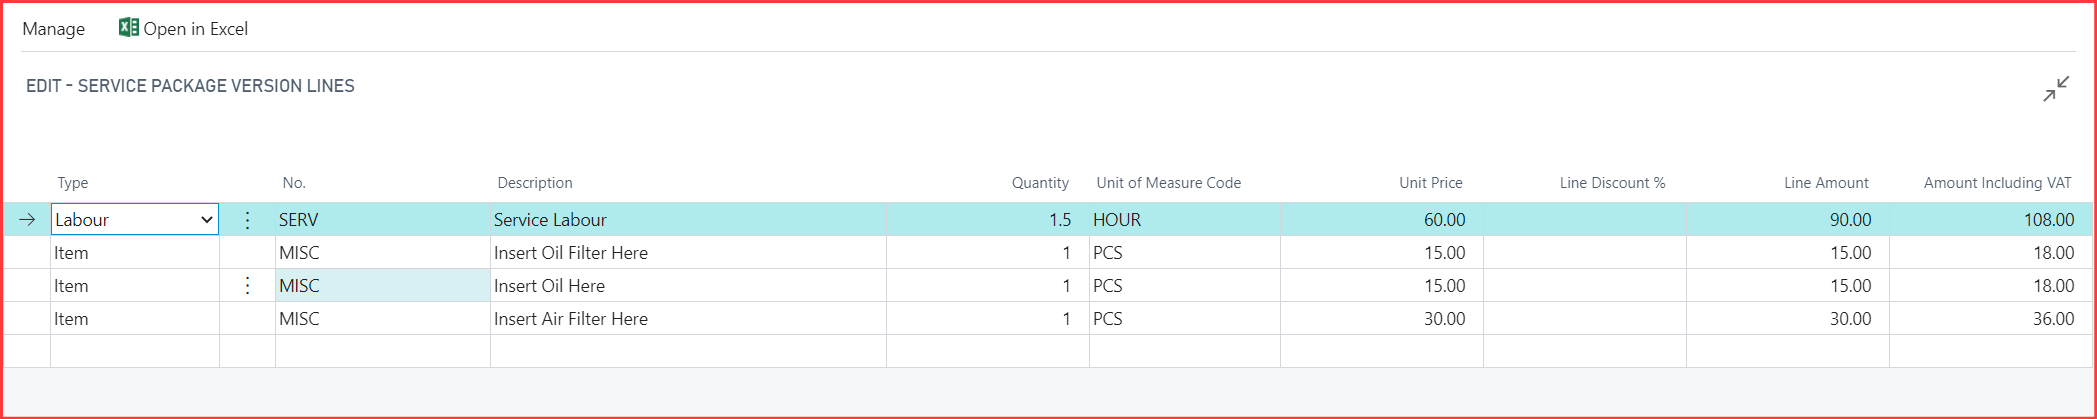 Manage Open in Excel
EDIT - SERVICE PACKAGE VERSION LINES
Type No. Description Quantity Unit of Measure Code Unit Price Line Discount % Line Amount Amount Including VAT
Labour SERV Service Labour 1.5 HOUR 60.00 90.00 108.00
Item MISC Insert Oil Filter Here 1 PCS 15.00 15.00 18.00
Item MISC Insert Oil Here 1 PCS 15.00 15.00 18.00
Item MISC Insert Air Filter Here 1 PCS 30.00 30.00 36.00